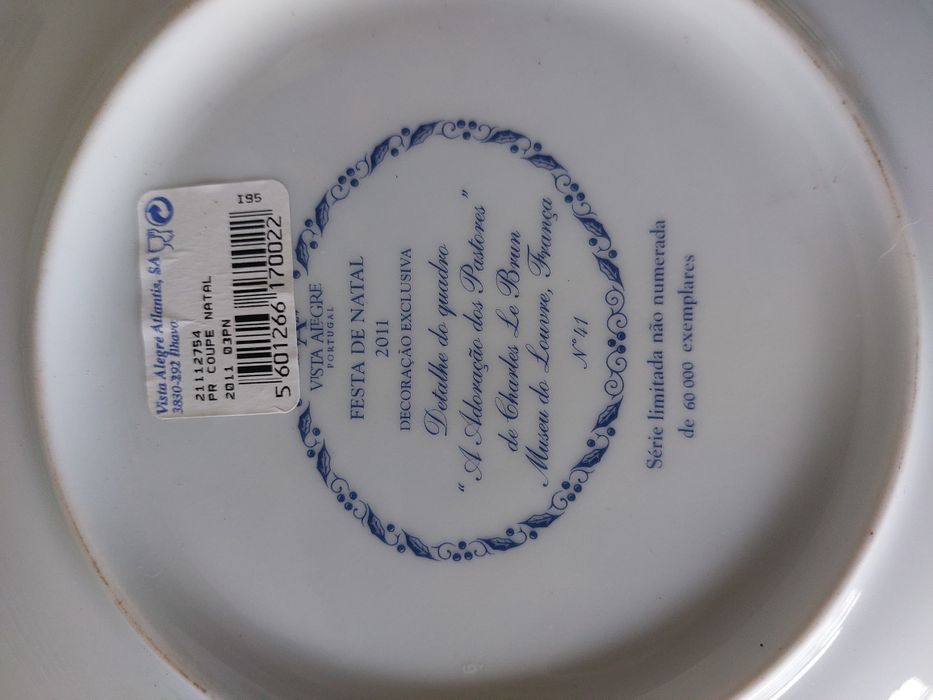 Vista Alegre Atlantis, SA
3830-292 Ílhavo
21112754
PR COUPE NATAL
2011 03PN
I95
5 601266 170022
VISTA ALEGRE
PORTUGAL
FESTA DE NATAL
2011
DECORAÇÃO EXCLUSIVA
Detalhe do quadro
“A Adoração dos Pastores”
de Charles Le Brun
Museu do Louvre, França
Nº 41
Série limitada não numerada
de 60 000 exemplares